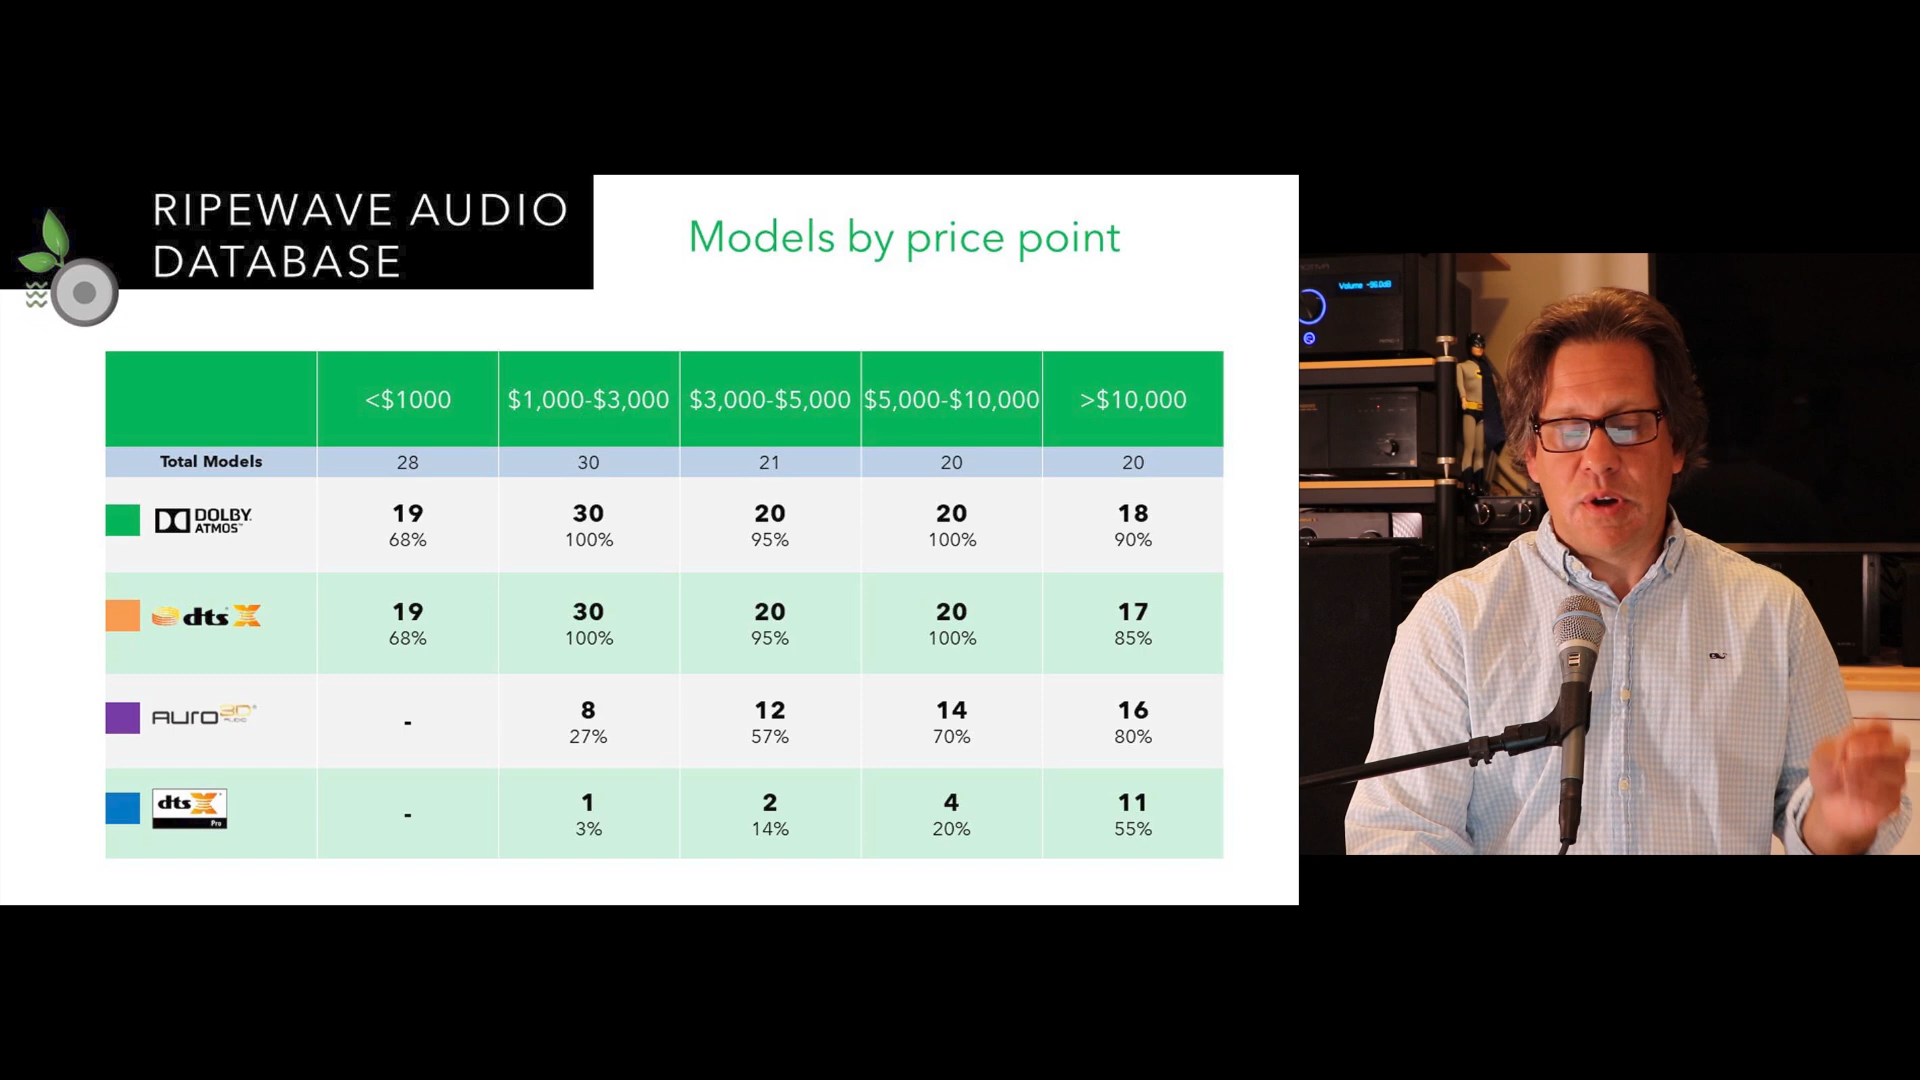 RIPEWAVE AUDIO
DATABASE
Models by price point
<$1000 $1,000-$3,000 $3,000-$5,000 $5,000-$10,000 >$10,000
Total Models 28 30 21 20 20
DOLBY ATMOS™ 19 30 20 20 18
68% 100% 95% 100% 90%
dts X 19 30 20 20 17
68% 100% 95% 100% 85%
AURO 3D® AUDIO - 8 12 14 16
27% 57% 70% 80%
dts X Pro - 1 2 4 11
3% 14% 20% 55%
Volume